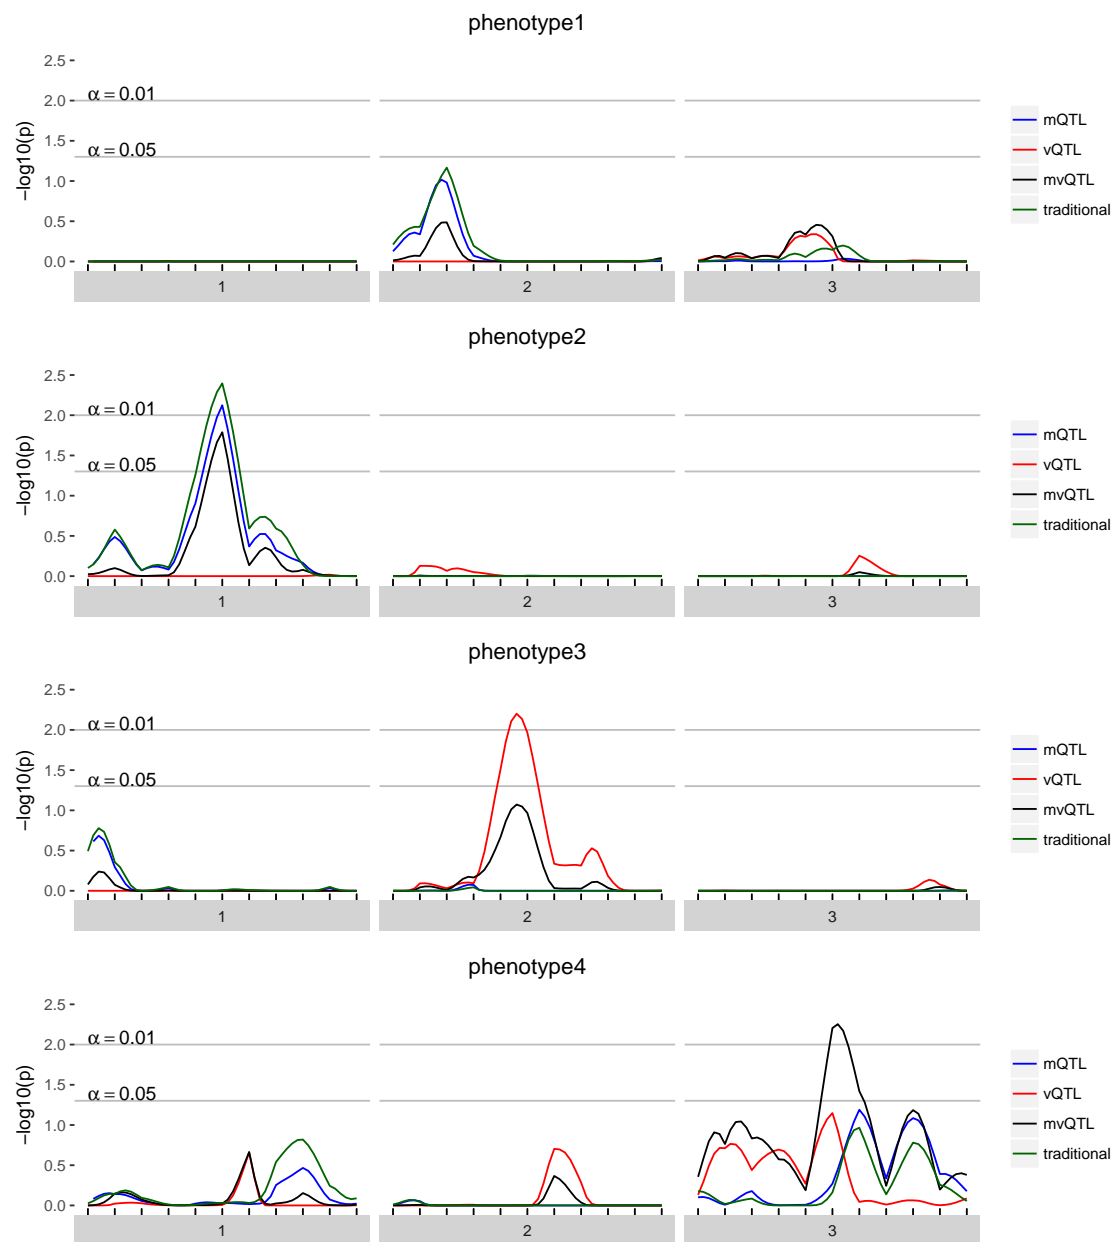 phenotype1
2.5
2.0
1.5
1.0
0.5
0.0
−log10(p)
α = 0.01
α = 0.05
1
2
3
mQTL
vQTL
mvQTL
traditional
phenotype2
2.5
2.0
1.5
1.0
0.5
0.0
−log10(p)
α = 0.01
α = 0.05
1
2
3
mQTL
vQTL
mvQTL
traditional
phenotype3
2.5
2.0
1.5
1.0
0.5
0.0
−log10(p)
α = 0.01
α = 0.05
1
2
3
mQTL
vQTL
mvQTL
traditional
phenotype4
2.5
2.0
1.5
1.0
0.5
0.0
−log10(p)
α = 0.01
α = 0.05
1
2
3
mQTL
vQTL
mvQTL
traditional